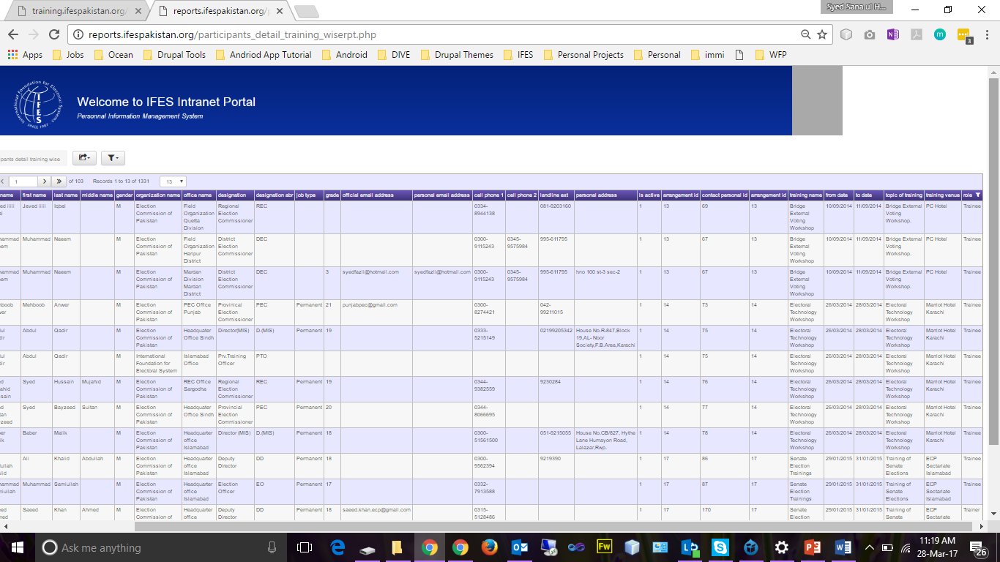 training.ifespakistan.org/
reports.ifespakistan.org/p
Syed Sana ul H...
reports.ifespakistan.org/participants_detail_training_wiserpt.php
3
Apps Jobs Ocean Drupal Tools Andriod App Tutorial Android DIVE Drupal Themes IFES Personal Projects Personal immi WFP
International Foundation for Electoral Systems
IFES
SINCE 1987
Welcome to IFES Intranet Portal
Personnal Information Management System
pants detail training wise
1 of 103 Records 1 to 13 of 1331 13
name first name last name middle name gender organization name office name designation designation abr job type grade official email address personal email address cell phone 1 cell phone 2 landline ext personal address is active arrangement id contact personal id arrangement id training name from date to date topic of training training venue role
ed iiiii Javed iiiii Iqbal M Election Field Regional REC 0334- 081-9203160 1 13 69 13 Bridge 10/09/2014 11/09/2014 Bridge External PC Hotel Trainee
Commission of Organization Election 8944138 External Voting
Pakistan Quetta Commissioner Voting Workshop.
Division Workshop
ammad Muhammad Naeem M Election Field District DEC 0300- 0345- 995-611795 1 13 67 13 Bridge 10/09/2014 11/09/2014 Bridge External PC Hotel Trainee
eem Commission of Organization Election 9115243 9575984 External Voting
Pakistan Haripur Commissioner Voting Workshop.
District Workshop
ammad Muhammad Naeem M Election Mardan District DEC 3 syedfazli@hotmail.com syedfazli@hotmail.com 0300- 0345- 995-611795 hno 100 st-3 sec-2 1 13 67 13 Bridge 10/09/2014 11/09/2014 Bridge External PC Hotel Trainee
eem Commission of Division Election 9115243 9575984 External Voting
Pakistan Mardan Commissioner Voting Workshop.
District Workshop
hboob Mehboob Anwer M Election PEC Office Provinical PEC Permanent 21 punjabpec@gmail.com 0300- 042- 1 14 73 14 Electoral 26/03/2014 28/03/2014 Electoral Marriot Hotel Trainee
wer Commission of Punjab Election 8274421 99211015 Technology Technology Karachi
Pakistan Commissioner Workshop Workshop
ul Abdul Qadir M Election Headquater Director(MIS) D.(MIS) Permanent 19 0333- 02199205342 House No.R-847,Block 1 14 75 14 Electoral 26/03/2014 28/03/2014 Electoral Marriot Hotel Trainee
dir Commission of Office Sindh 5215149 19,AL- Noor Technology Technology Karachi
Pakistan Society,F.B.Area,Karachi Workshop Workshop
ul Abdul Qadir M International Islamabad Prv.Training PTO 1 14 75 14 Electoral 26/03/2014 28/03/2014 Electoral Marriot Hotel Trainee
dir Foundation for Office Officer Technology Technology Karachi
Electoral System Workshop Workshop
d Syed Hussain Mujahid M Election REC Office Regional REC Permanent 19 0344- 9230284 1 14 76 14 Electoral 26/03/2014 28/03/2014 Electoral Marriot Hotel Trainee
ahid Commission of Sargodha Election 9382559 Technology Technology Karachi
sain Pakistan Commissioner Workshop Workshop
d Syed Bayzeed Sultan M Election Headquater Provincial PEC Permanent 20 0344- 1 14 77 14 Electoral 26/03/2014 28/03/2014 Electoral Marriot Hotel Trainee
tan Commission of Office Sindh Election 8066695 Technology Technology Karachi
zeed Pakistan Commissioner Workshop Workshop
er Baber Malik M Election Headquarter Director (MIS) D.(MIS) Permanent 18 0300- 051-9215055 House No.CB/827, Hythe 1 14 78 14 Electoral 26/03/2014 28/03/2014 Electoral Marriot Hotel Trainee
ik Commission of office 51561500 Lane Humayon Road, Technology Technology Karachi
Pakistan Islamabad Lalazar,Rwp. Workshop Workshop
Ali Khalid Abdullah M Election Headquarter Deputy DD Permanent 18 0300- 9219390 1 17 86 17 Senate 29/01/2015 31/01/2015 Training of ECP Trainee
ullah Commission of office Director 9562394 Election Senate Sectariate
lid Pakistan Islamabad Trainings Elections Islamabad
ammad Muhammad Samiullah M Election Headquarter Election EO Permanent 17 0332- 1 17 87 17 Senate 29/01/2015 31/01/2015 Training of ECP Trainee
miullah Commission of office Officer 7913588 Election Senate Sectariate
Pakistan Islamabad Trainings Elections Islamabad
ed Saeed Khan Ahmed M Election Headquarter Deputy DD Permanent 18 saeed.khan.ecp@gmail.com 0315- 1 17 170 17 Senate 29/01/2015 31/01/2015 Training of ECP Trainer
med Commission of office Director 5128486 Election Senate Sectariate
Ask me anything
Fw
11:19 AM
28-Mar-17
26